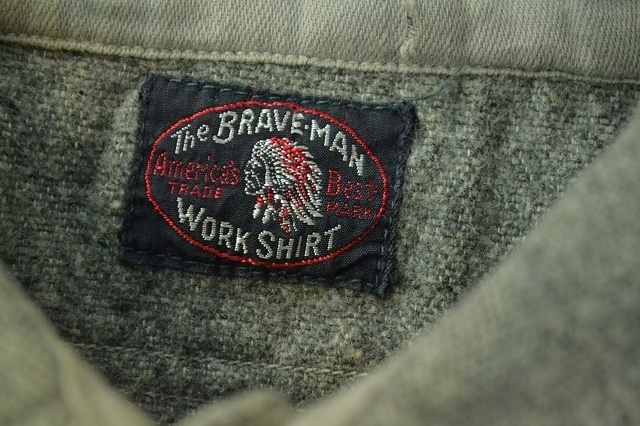 The BRAVE-MAN
America's Best
TRADE MARK
WORK SHIRT